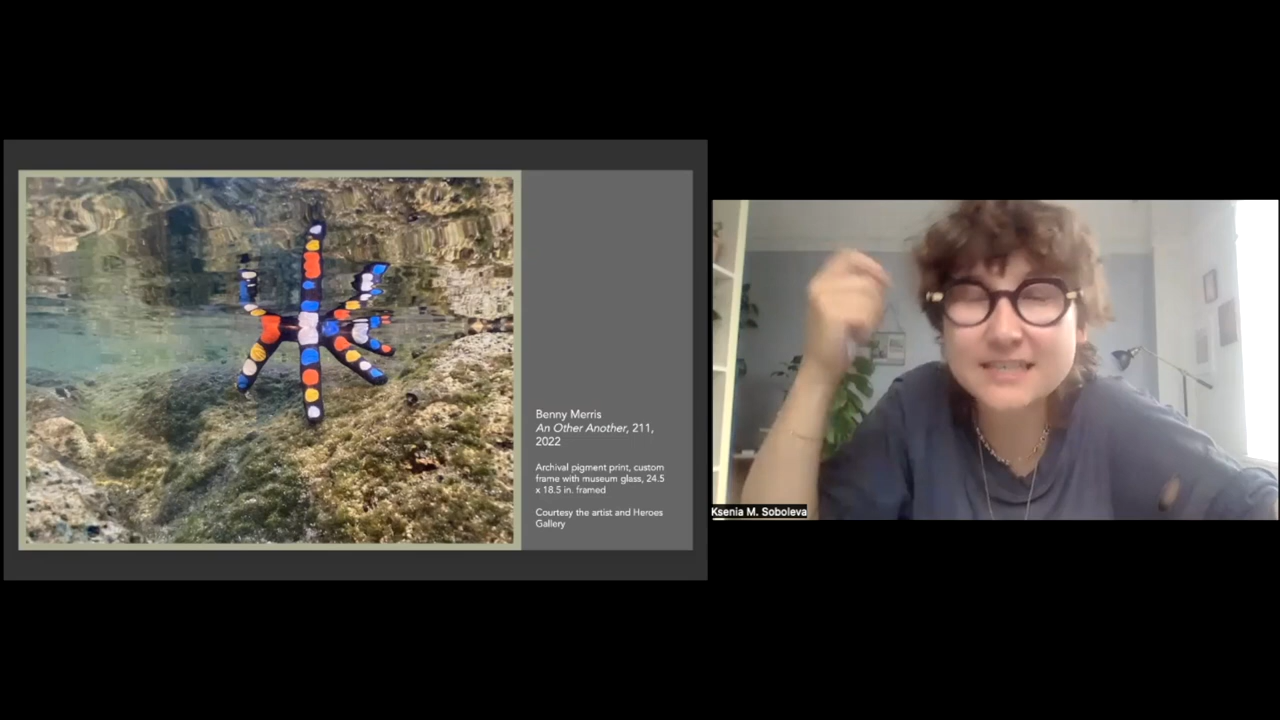 Benny Merris
An Other Another, 211,
2022
Archival pigment print, custom
frame with museum glass, 24.5
x 18.5 in. framed
Courtesy the artist and Heroes
Gallery
Ksenia M. Soboleva